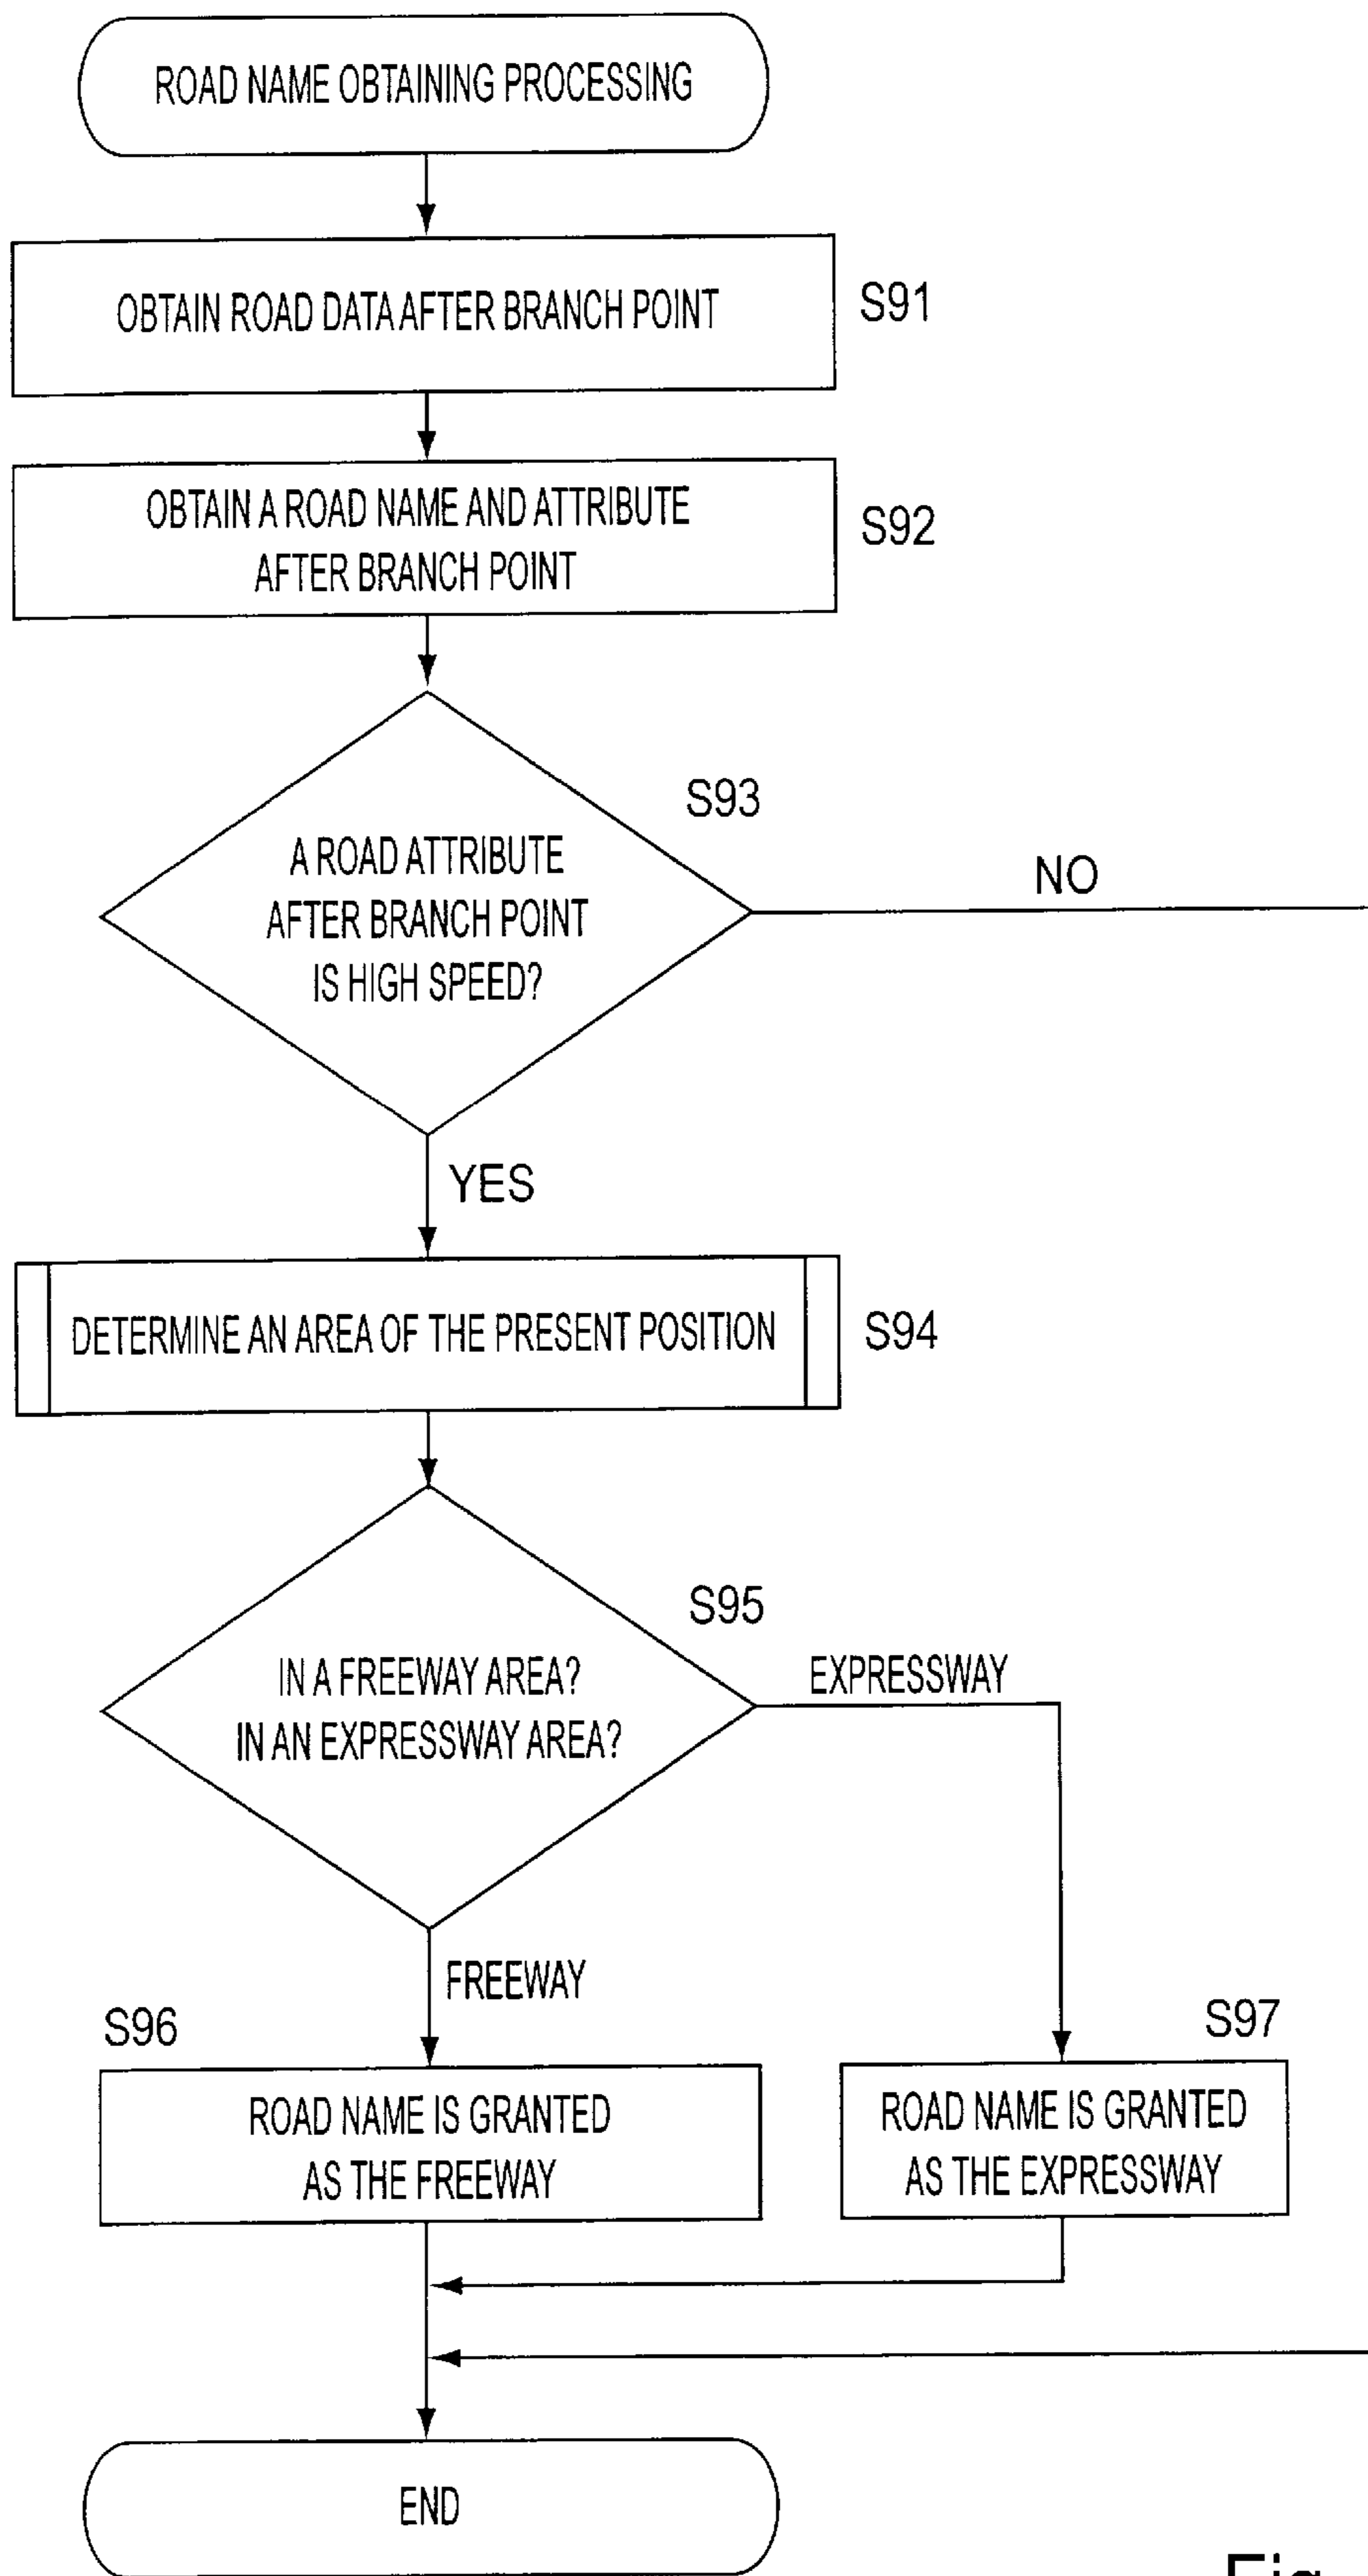 ROAD NAME OBTAINING PROCESSING
OBTAIN ROAD DATA AFTER BRANCH POINT
S91
OBTAIN A ROAD NAME AND ATTRIBUTE
AFTER BRANCH POINT
S92
S93
A ROAD ATTRIBUTE
AFTER BRANCH POINT
IS HIGH SPEED?
NO
YES
DETERMINE AN AREA OF THE PRESENT POSITION
S94
S95
IN A FREEWAY AREA?
IN AN EXPRESSWAY AREA?
EXPRESSWAY
FREEWAY
S96
S97
ROAD NAME IS GRANTED
AS THE FREEWAY
ROAD NAME IS GRANTED
AS THE EXPRESSWAY
END